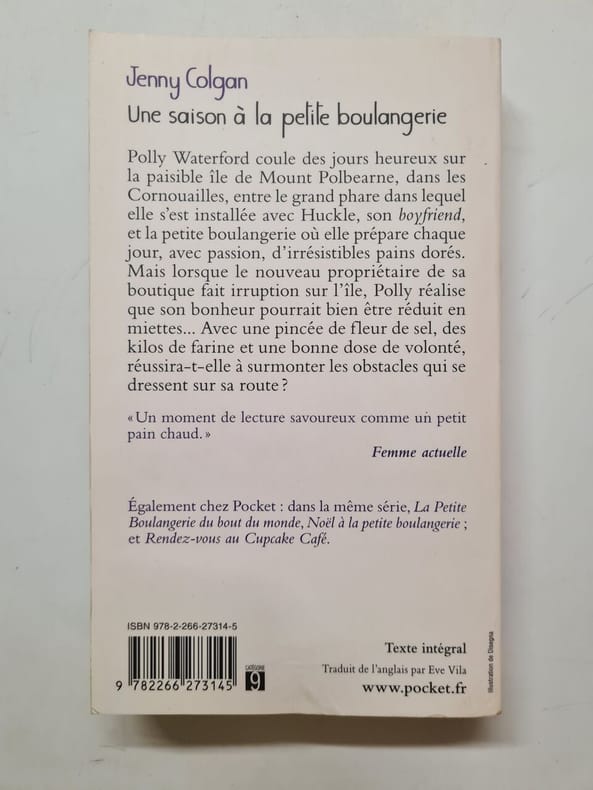 Jenny Colgan
Une saison à la petite boulangerie
Polly Waterford coule des jours heureux sur
la paisible île de Mount Polbearne, dans les
Cornouailles, entre le grand phare dans lequel
elle s'est installée avec Huckle, son boyfriend,
et la petite boulangerie où elle prépare chaque
jour, avec passion, d'irrésistibles pains dorés.
Mais lorsque le nouveau propriétaire de sa
boutique fait irruption sur l'île, Polly réalise
que son bonheur pourrait bien être réduit en
miettes... Avec une pincée de fleur de sel, des
kilos de farine et une bonne dose de volonté,
réussira-t-elle à surmonter les obstacles qui se
dressent sur sa route ?
« Un moment de lecture savoureux comme un petit
pain chaud. »
Femme actuelle
Également chez Pocket : dans la même série, La Petite
Boulangerie du bout du monde, Noël à la petite boulangerie ;
et Rendez-vous au Cupcake Café.
ISBN 978-2-266-27314-5
9 782266 273145
CATÉGORIE
9
Texte intégral
Traduit de l'anglais par Eve Vila
www.pocket.fr
Illustration de Disegna